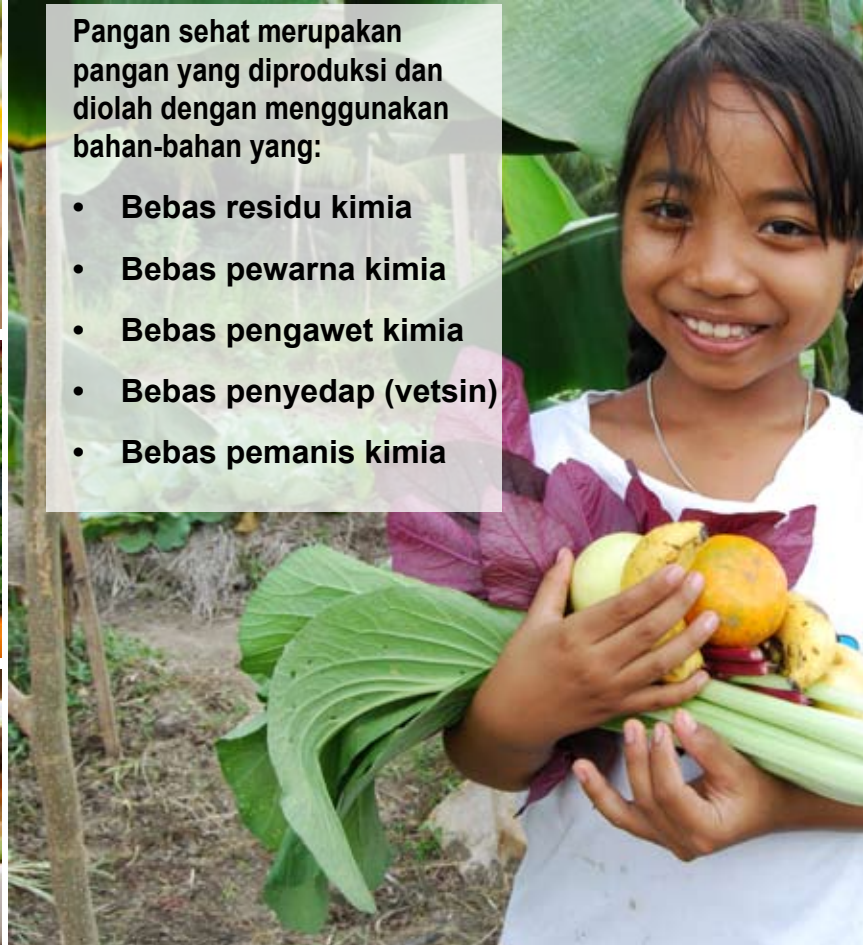 Pangan sehat merupakan
pangan yang diproduksi dan
diolah dengan menggunakan
bahan-bahan yang:
• Bebas residu kimia
• Bebas pewarna kimia
• Bebas pengawet kimia
• Bebas penyedap (vetsin)
• Bebas pemanis kimia